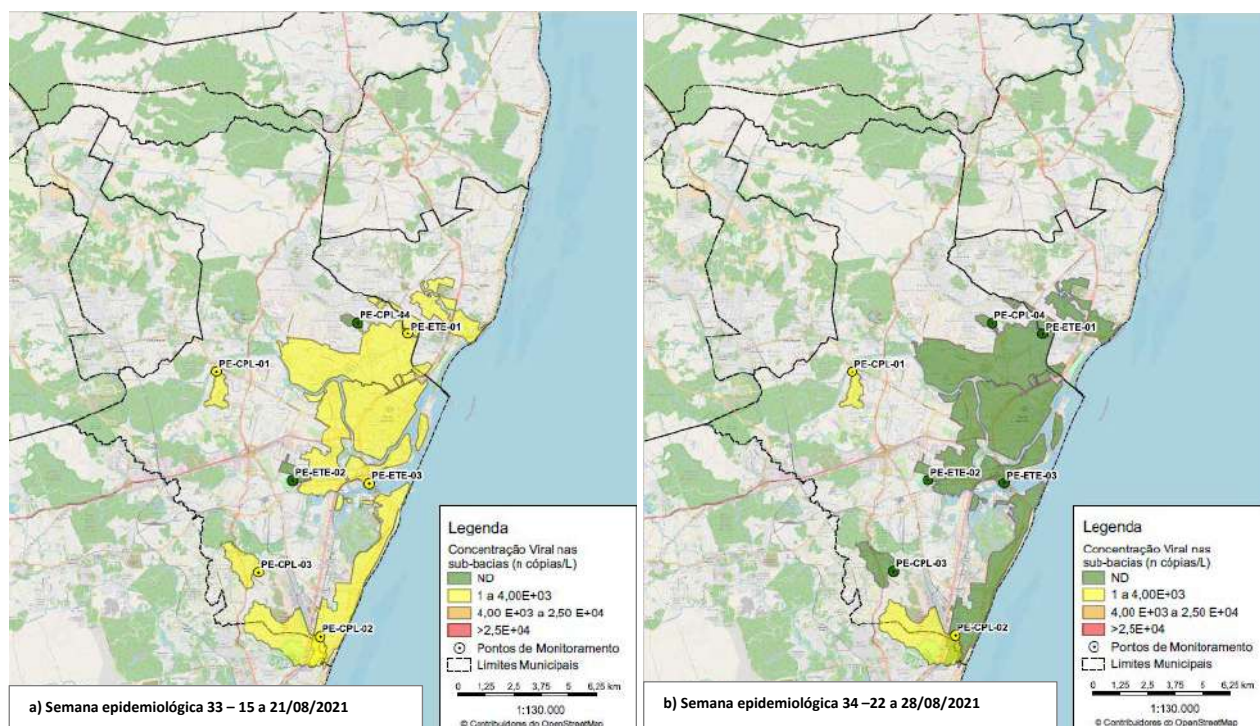 PE-CPL-04
PE-ETE-01
PE-CPL-01
PE-ETE-02
PE-ETE-03
PE-CPL-03
PE-CPL-02
Legenda
Concentração Viral nas
sub-bacias (n cópias/L)
ND
1 a 4,00E+03
4,00 E+03 a 2,50 E+04
>2,5E+04
Pontos de Monitoramento
Limites Municipais
0 1,25 2,5 3,75 5 6,25 km
1:130.000
© Contribuidores do OpenStreetMap
a) Semana epidemiológica 33 – 15 a 21/08/2021
PE-CPL-04
PE-ETE-01
PE-CPL-01
PE-ETE-02
PE-ETE-03
PE-CPL-03
PE-CPL-02
Legenda
Concentração Viral nas
sub-bacias (n cópias/L)
ND
1 a 4,00E+03
4,00 E+03 a 2,50 E+04
>2,5E+04
Pontos de Monitoramento
Limites Municipais
0 1,25 2,5 3,75 5 6,25 km
1:130.000
© Contribuidores do OpenStreetMap
b) Semana epidemiológica 34 –22 a 28/08/2021